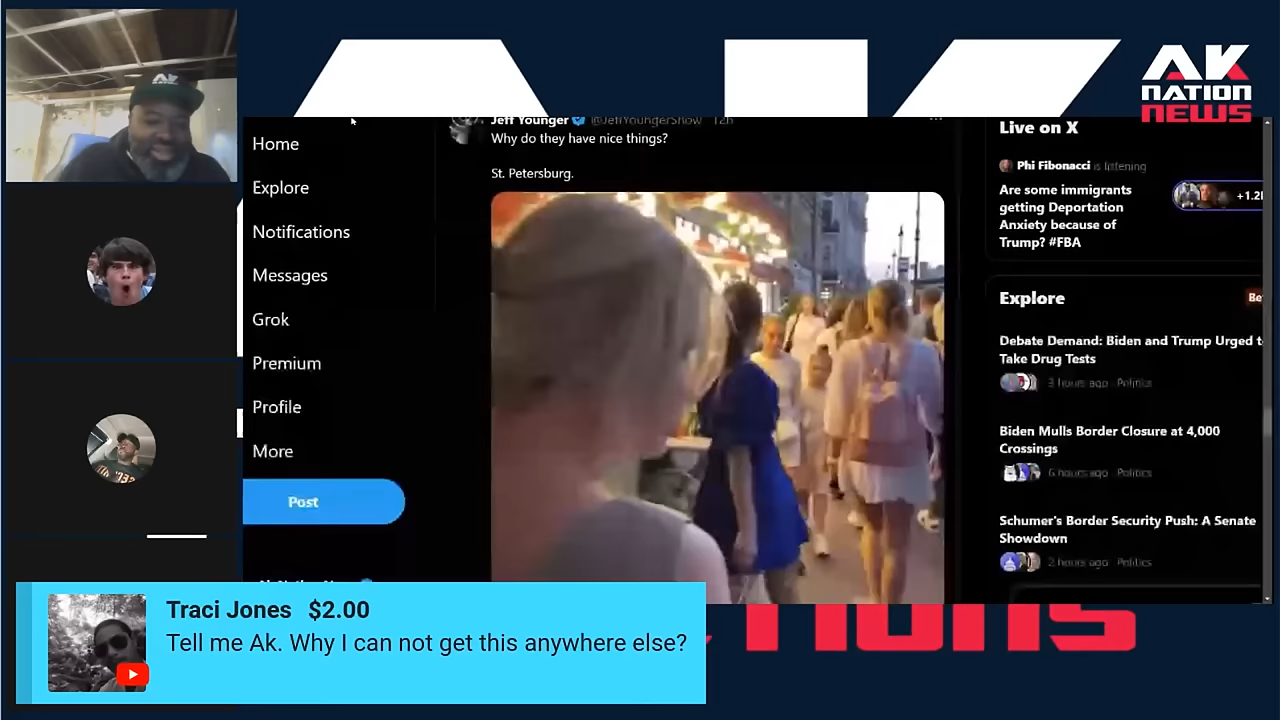 AK
NATION
NEWS
Home
Explore
Notifications
Messages
Grok
Premium
Profile
More
Post
Jeff Younger @JeffYoungerShow · 12h
Why do they have nice things?
St. Petersburg.
Live on X
Phi Fibonacci is listening
Are some immigrants
getting Deportation
Anxiety because of
Trump? #FBA
Explore
Debate Demand: Biden and Trump Urged to
Take Drug Tests
3 hours ago · Politics
Biden Mulls Border Closure at 4,000
Crossings
6 hours ago · Politics
Schumer's Border Security Push: A Senate
Showdown
2 hours ago · Politics
Traci Jones $2.00
Tell me Ak. Why I can not get this anywhere else?